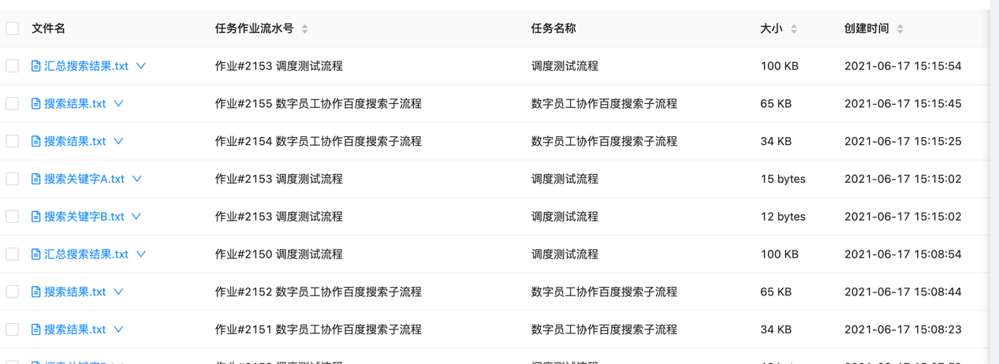 文件名 任务作业流水号 任务名称 大小 创建时间
汇总搜索结果.txt 作业#2153 调度测试流程 调度测试流程 100 KB 2021-06-17 15:15:54
搜索结果.txt 作业#2155 数字员工协作百度搜索子流程 数字员工协作百度搜索子流程 65 KB 2021-06-17 15:15:45
搜索结果.txt 作业#2154 数字员工协作百度搜索子流程 数字员工协作百度搜索子流程 34 KB 2021-06-17 15:15:25
搜索关键字A.txt 作业#2153 调度测试流程 调度测试流程 15 bytes 2021-06-17 15:15:02
搜索关键字B.txt 作业#2153 调度测试流程 调度测试流程 12 bytes 2021-06-17 15:15:02
汇总搜索结果.txt 作业#2150 调度测试流程 调度测试流程 100 KB 2021-06-17 15:08:54
搜索结果.txt 作业#2152 数字员工协作百度搜索子流程 数字员工协作百度搜索子流程 65 KB 2021-06-17 15:08:44
搜索结果.txt 作业#2151 数字员工协作百度搜索子流程 数字员工协作百度搜索子流程 34 KB 2021-06-17 15:08:23